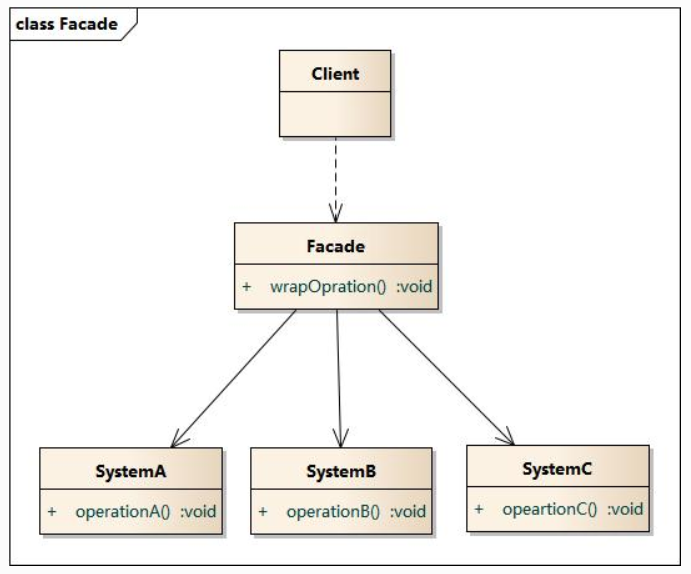 class Facade
Client
Facade
+ wrapOpration() :void
SystemA
+ operationA() :void
SystemB
+ operationB() :void
SystemC
+ opeartionC() :void